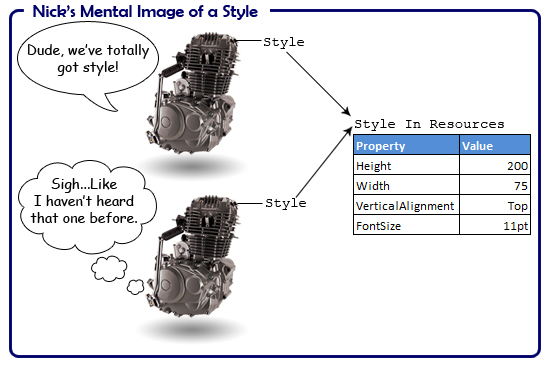 Nick's Mental Image of a Style
Dude, we've totally
got style!
Style
Style In Resources
Property Value
Height 200
Width 75
VerticalAlignment Top
FontSize 11pt
Sigh...Like
I haven't heard
that one before.
Style